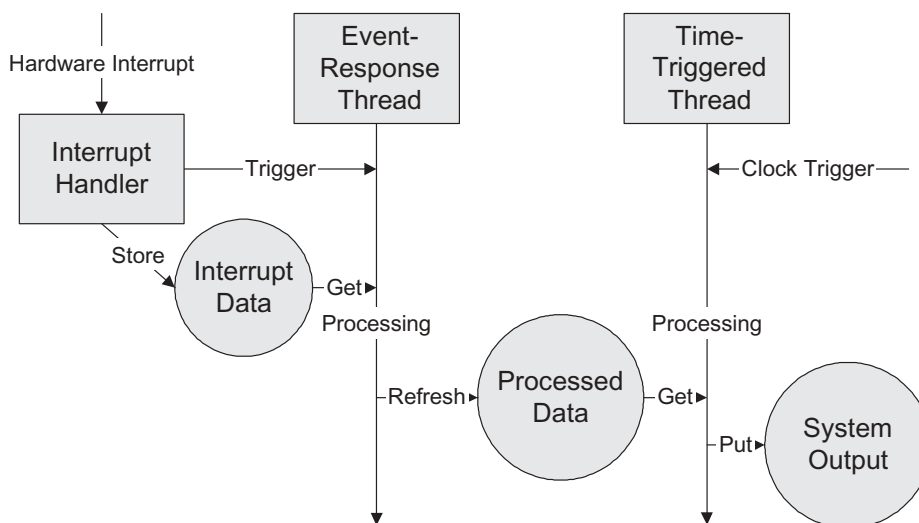 Hardware Interrupt
Interrupt
Handler
Event-
Response
Thread
Time-
Triggered
Thread
Trigger
Clock Trigger
Store
Interrupt
Data
Get
Processing
Processing
Refresh
Processed
Data
Get
Put
System
Output